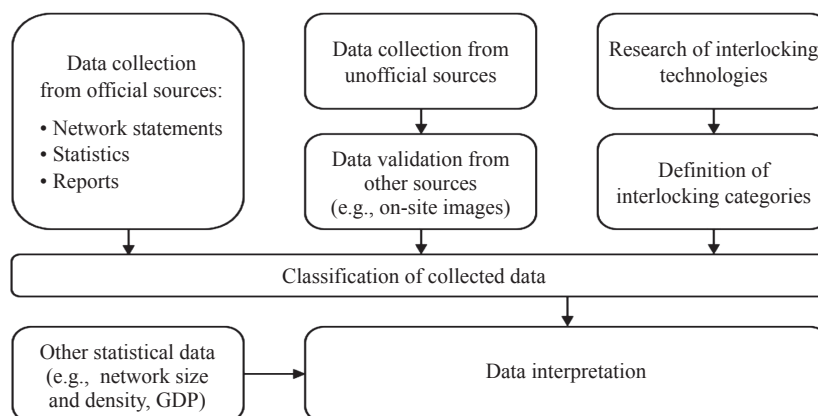 Data collection
from official sources:
• Network statements
• Statistics
• Reports
Data collection from
unofficial sources
Research of interlocking
technologies
Data validation from
other sources
(e.g., on-site images)
Definition of
interlocking categories
Classification of collected data
Other statistical data
(e.g., network size
and density, GDP)
Data interpretation